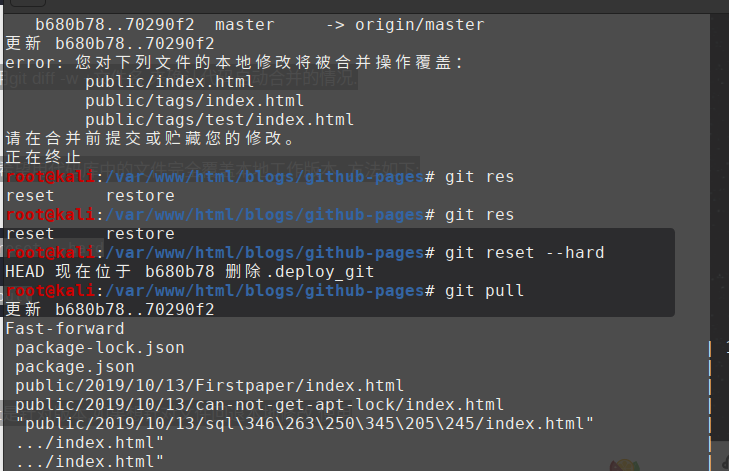 b680b78..70290f2  master     -> origin/master
更新 b680b78..70290f2
error: 您对下列文件的本地修改将被合并操作覆盖：
public/index.html
public/tags/index.html
public/tags/test/index.html
请在合并前提交或贮藏您的修改。
正在终止
root@kali:/var/www/html/blogs/github-pages# git res
reset     restore
root@kali:/var/www/html/blogs/github-pages# git res
reset     restore
root@kali:/var/www/html/blogs/github-pages# git reset --hard
HEAD 现在位于 b680b78 删除.deploy_git
root@kali:/var/www/html/blogs/github-pages# git pull
更新 b680b78..70290f2
Fast-forward
package-lock.json | 1
package.json |
public/2019/10/13/Firstpaper/index.html |
public/2019/10/13/can-not-get-apt-lock/index.html |
"public/2019/10/13/sql\346\263\250\345\205\245/index.html" |
.../index.html" |
.../index.html" |